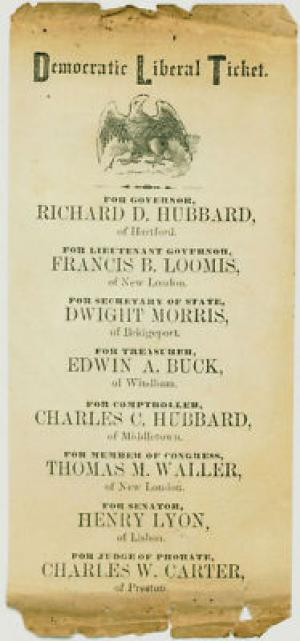 Democratic Liberal Ticket.
FOR GOVERNOR,
RICHARD D. HUBBARD,
of Hartford.
FOR LIEUTENANT GOVERNOR,
FRANCIS B. LOOMIS,
of New London.
FOR SECRETARY OF STATE,
DWIGHT MORRIS,
of Bridgeport.
FOR TREASURER,
EDWIN A. BUCK,
of Windham.
FOR COMPTROLLER,
CHARLES C. HUBBARD,
of Middletown.
FOR MEMBER OF CONGRESS,
THOMAS M. WALLER,
of New London.
FOR SENATOR,
HENRY LYON,
of Lisbon.
FOR JUDGE OF PROBATE,
CHARLES W. CARTER,
of Preston